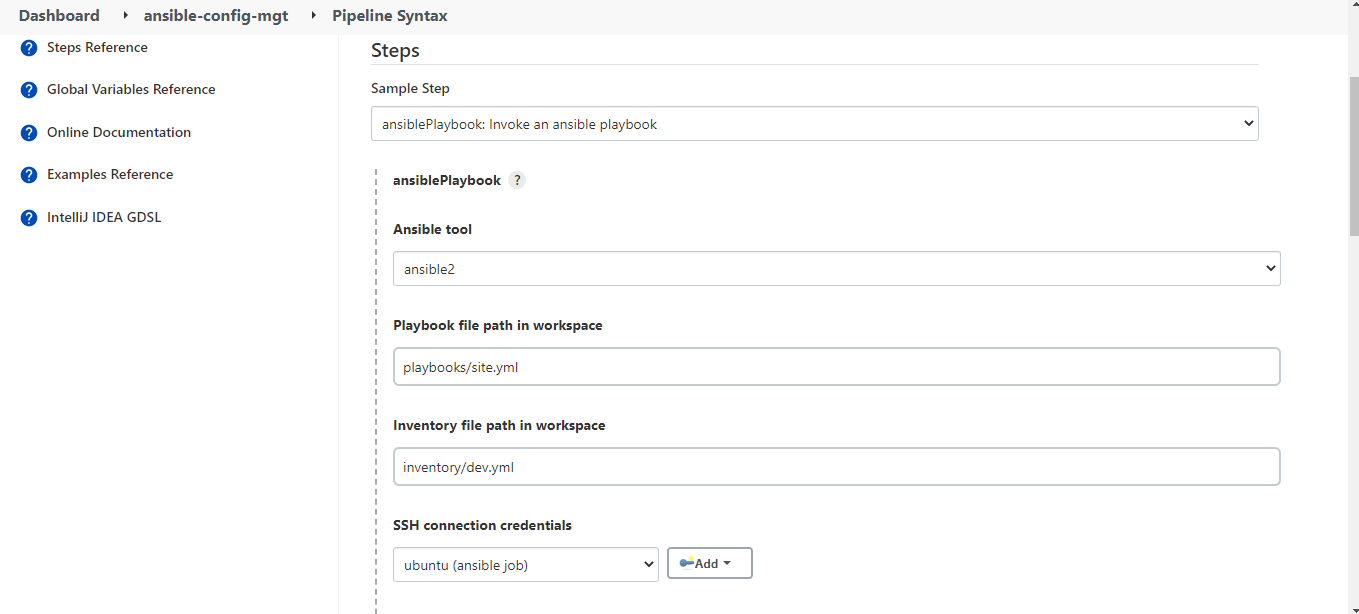 Dashboard ansible-config-mgt Pipeline Syntax
Steps Reference
Global Variables Reference
Online Documentation
Examples Reference
IntelliJ IDEA GDSL
Steps
Sample Step
ansiblePlaybook: Invoke an ansible playbook
ansiblePlaybook ?
Ansible tool
ansible2
Playbook file path in workspace
playbooks/site.yml
Inventory file path in workspace
inventory/dev.yml
SSH connection credentials
ubuntu (ansible job)
Add